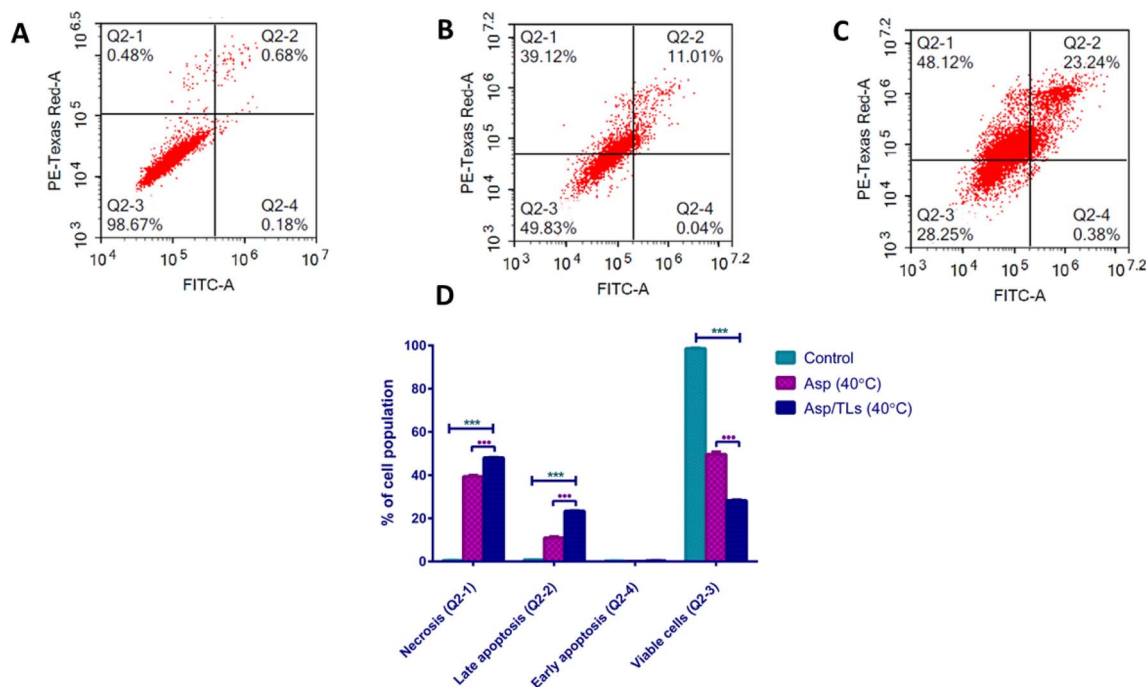 A
PE-Texas Red-A
10^6.5
10^5
10^4
10^3
Q2-1
0.48%
Q2-2
0.68%
Q2-3
98.67%
Q2-4
0.18%
10^4
10^5
10^6
10^7
FITC-A
B
PE-Texas Red-A
10^7.2
10^6
10^5
10^4
10^3
Q2-1
39.12%
Q2-2
11.01%
Q2-3
49.83%
Q2-4
0.04%
10^3
10^4
10^5
10^6
10^7.2
FITC-A
C
PE-Texas Red-A
10^7.2
10^6
10^5
10^4
10^3
Q2-1
48.12%
Q2-2
23.24%
Q2-3
28.25%
Q2-4
0.38%
10^3
10^4
10^5
10^6
10^7.2
FITC-A
D
% of cell population
100
80
60
40
20
0
***
•••
***
•••
***
•••
Control
Asp (40°C)
Asp/TLs (40°C)
Necrosis (Q2-1)
Late apoptosis (Q2-2)
Early apoptosis (Q2-4)
Viable cells (Q2-3)